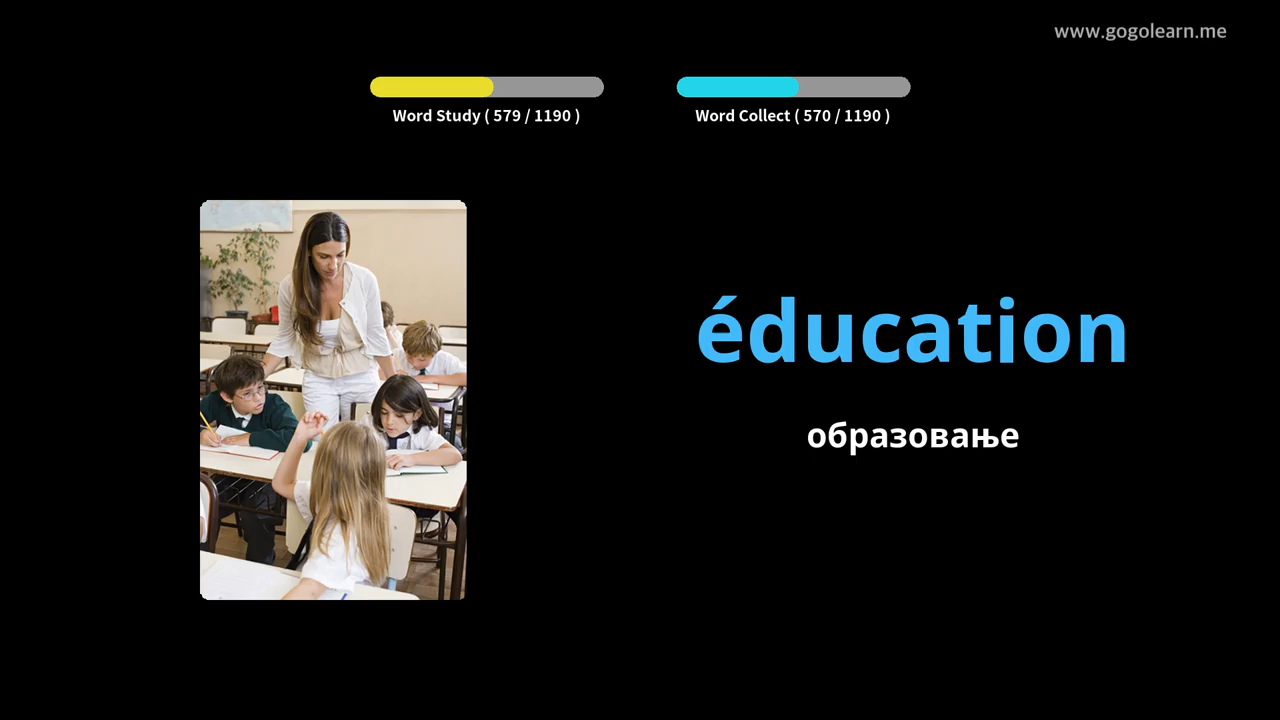 www.gogolearn.me
Word Study ( 579 / 1190 )
Word Collect ( 570 / 1190 )
éducation
образовање